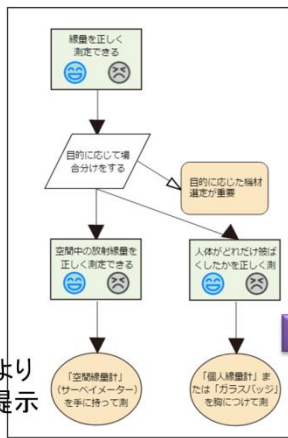 線量を正しく
測定できる
目的に応じて場
合分けをする
目的に応じた機材
選定が重要
空間中の放射線量を
正しく測定できる
人体がどれだけ被ば
くしたかを正しく測
「空間線量計」
(サーベイメーター)
を手に持って測
「個人線量計」ま
たは「ガラスバッジ」
を胸につけて測
より
提示